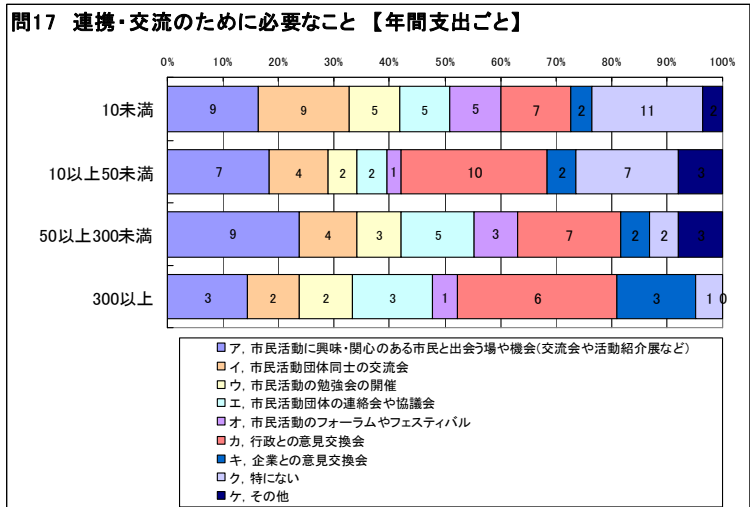 問17 連携・交流のために必要なこと 【年間支出ごと】
0% 10% 20% 30% 40% 50% 60% 70% 80% 90% 100%
10未満 9 9 5 5 5 7 2 11 2
10以上50未満 7 4 2 2 1 10 2 7 3
50以上300未満 9 4 3 5 3 7 2 2 3
300以上 3 2 2 3 1 6 3 1 0
ア, 市民活動に興味・関心のある市民と出会う場や機会(交流会や活動紹介展など)
イ, 市民活動団体同士の交流会
ウ, 市民活動の勉強会の開催
エ, 市民活動団体の連絡会や協議会
オ, 市民活動のフォーラムやフェスティバル
カ, 行政との意見交換会
キ, 企業との意見交換会
ク, 特にない
ケ, その他